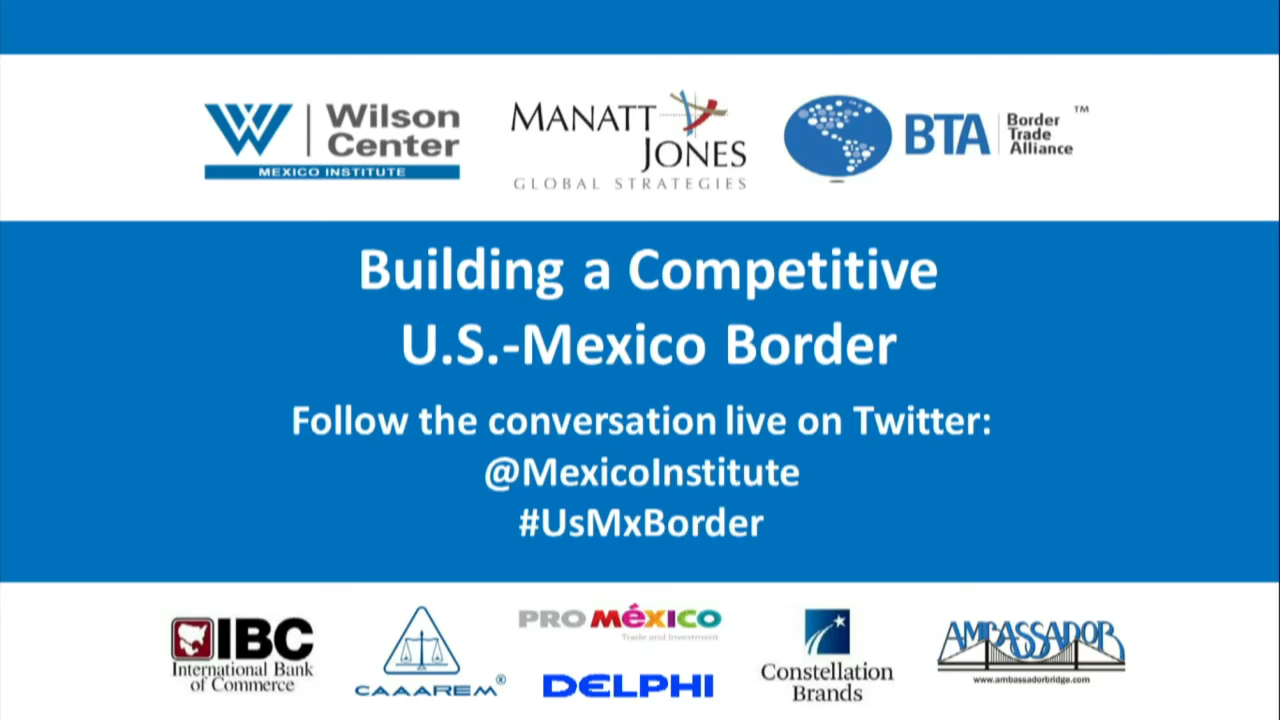 Wilson
Center
MEXICO INSTITUTE
MANATT
JONES
GLOBAL STRATEGIES
BTA
Border
Trade
Alliance
TM
Building a Competitive
U.S.-Mexico Border
Follow the conversation live on Twitter:
@MexicoInstitute
#UsMxBorder
IBC
International Bank
of Commerce
CAAAREM®
PRO MéXICO
Trade and Investment
DELPHI
Constellation
Brands
AMBASSADOR
www.ambassadorbridge.com